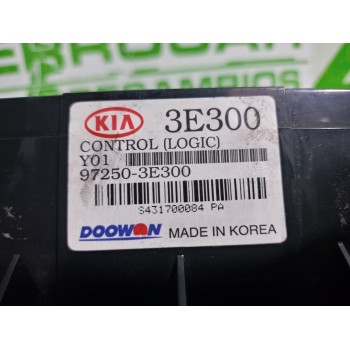 KIA 3E300
CONTROL (LOGIC)
Y01
97250-3E300
S431700084 PA
DOOWON MADE IN KOREA